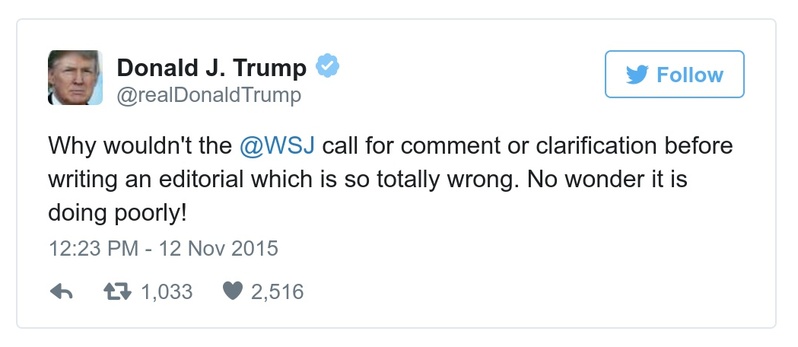 Donald J. Trump
@realDonaldTrump
Follow
Why wouldn't the @WSJ call for comment or clarification before
writing an editorial which is so totally wrong. No wonder it is
doing poorly!
12:23 PM - 12 Nov 2015
1,033 2,516